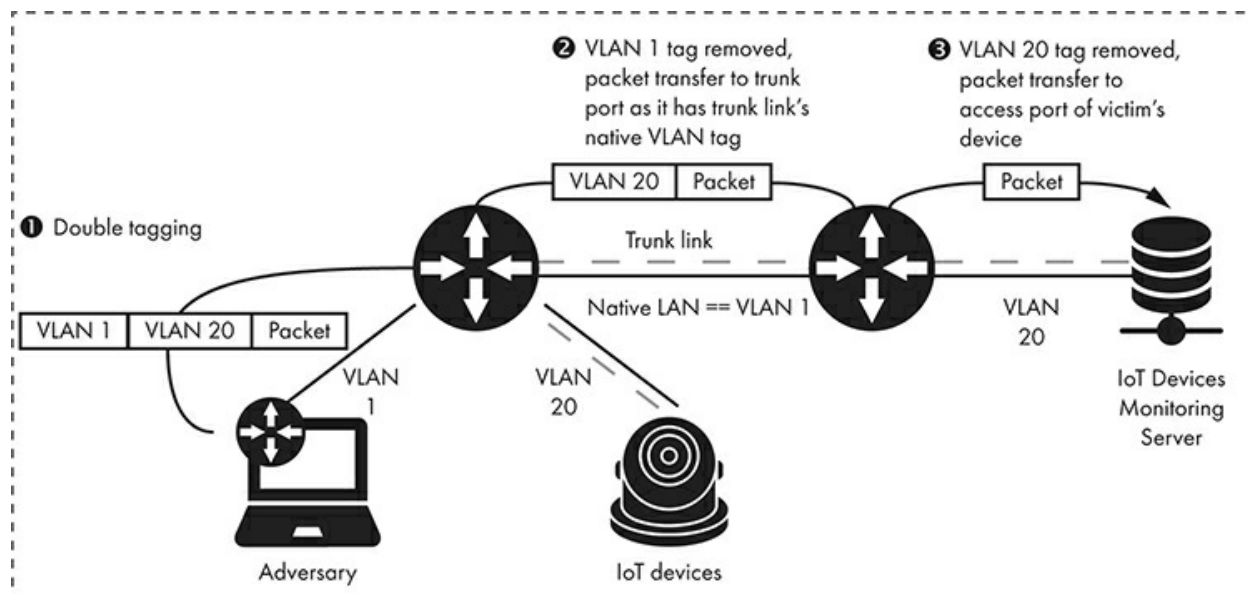 ❷ VLAN 1 tag removed,
packet transfer to trunk
port as it has trunk link's
native VLAN tag
❸ VLAN 20 tag removed,
packet transfer to
access port of victim's
device
VLAN 20 Packet
Packet
❶ Double tagging
Trunk link
Native LAN == VLAN 1
VLAN
20
VLAN 1 VLAN 20 Packet
VLAN
1
VLAN
20
IoT Devices
Monitoring
Server
Adversary
IoT devices